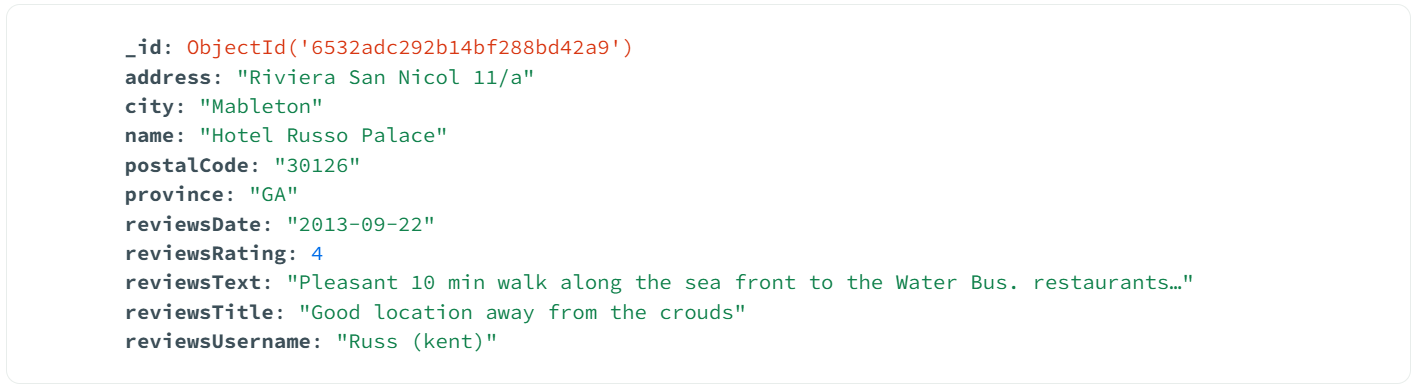 _id: ObjectId('6532adc292b14bf288bd42a9')
address: "Riviera San Nicol 11/a"
city: "Mableton"
name: "Hotel Russo Palace"
postalCode: "30126"
province: "GA"
reviewsDate: "2013-09-22"
reviewsRating: 4
reviewsText: "Pleasant 10 min walk along the sea front to the Water Bus. restaurants…"
reviewsTitle: "Good location away from the crouds"
reviewsUsername: "Russ (kent)"